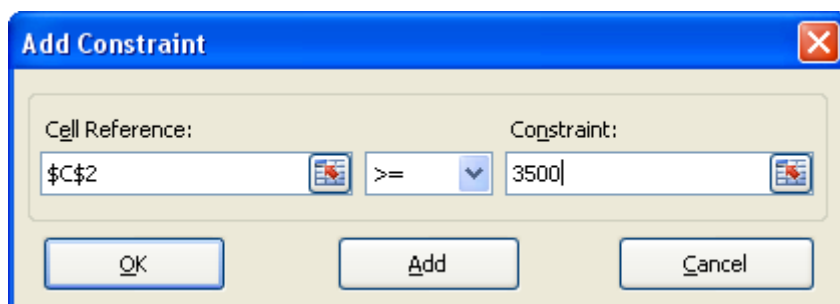 Add Constraint
Cell Reference: Constraint:
$C$2 >= 3500
OK Add Cancel